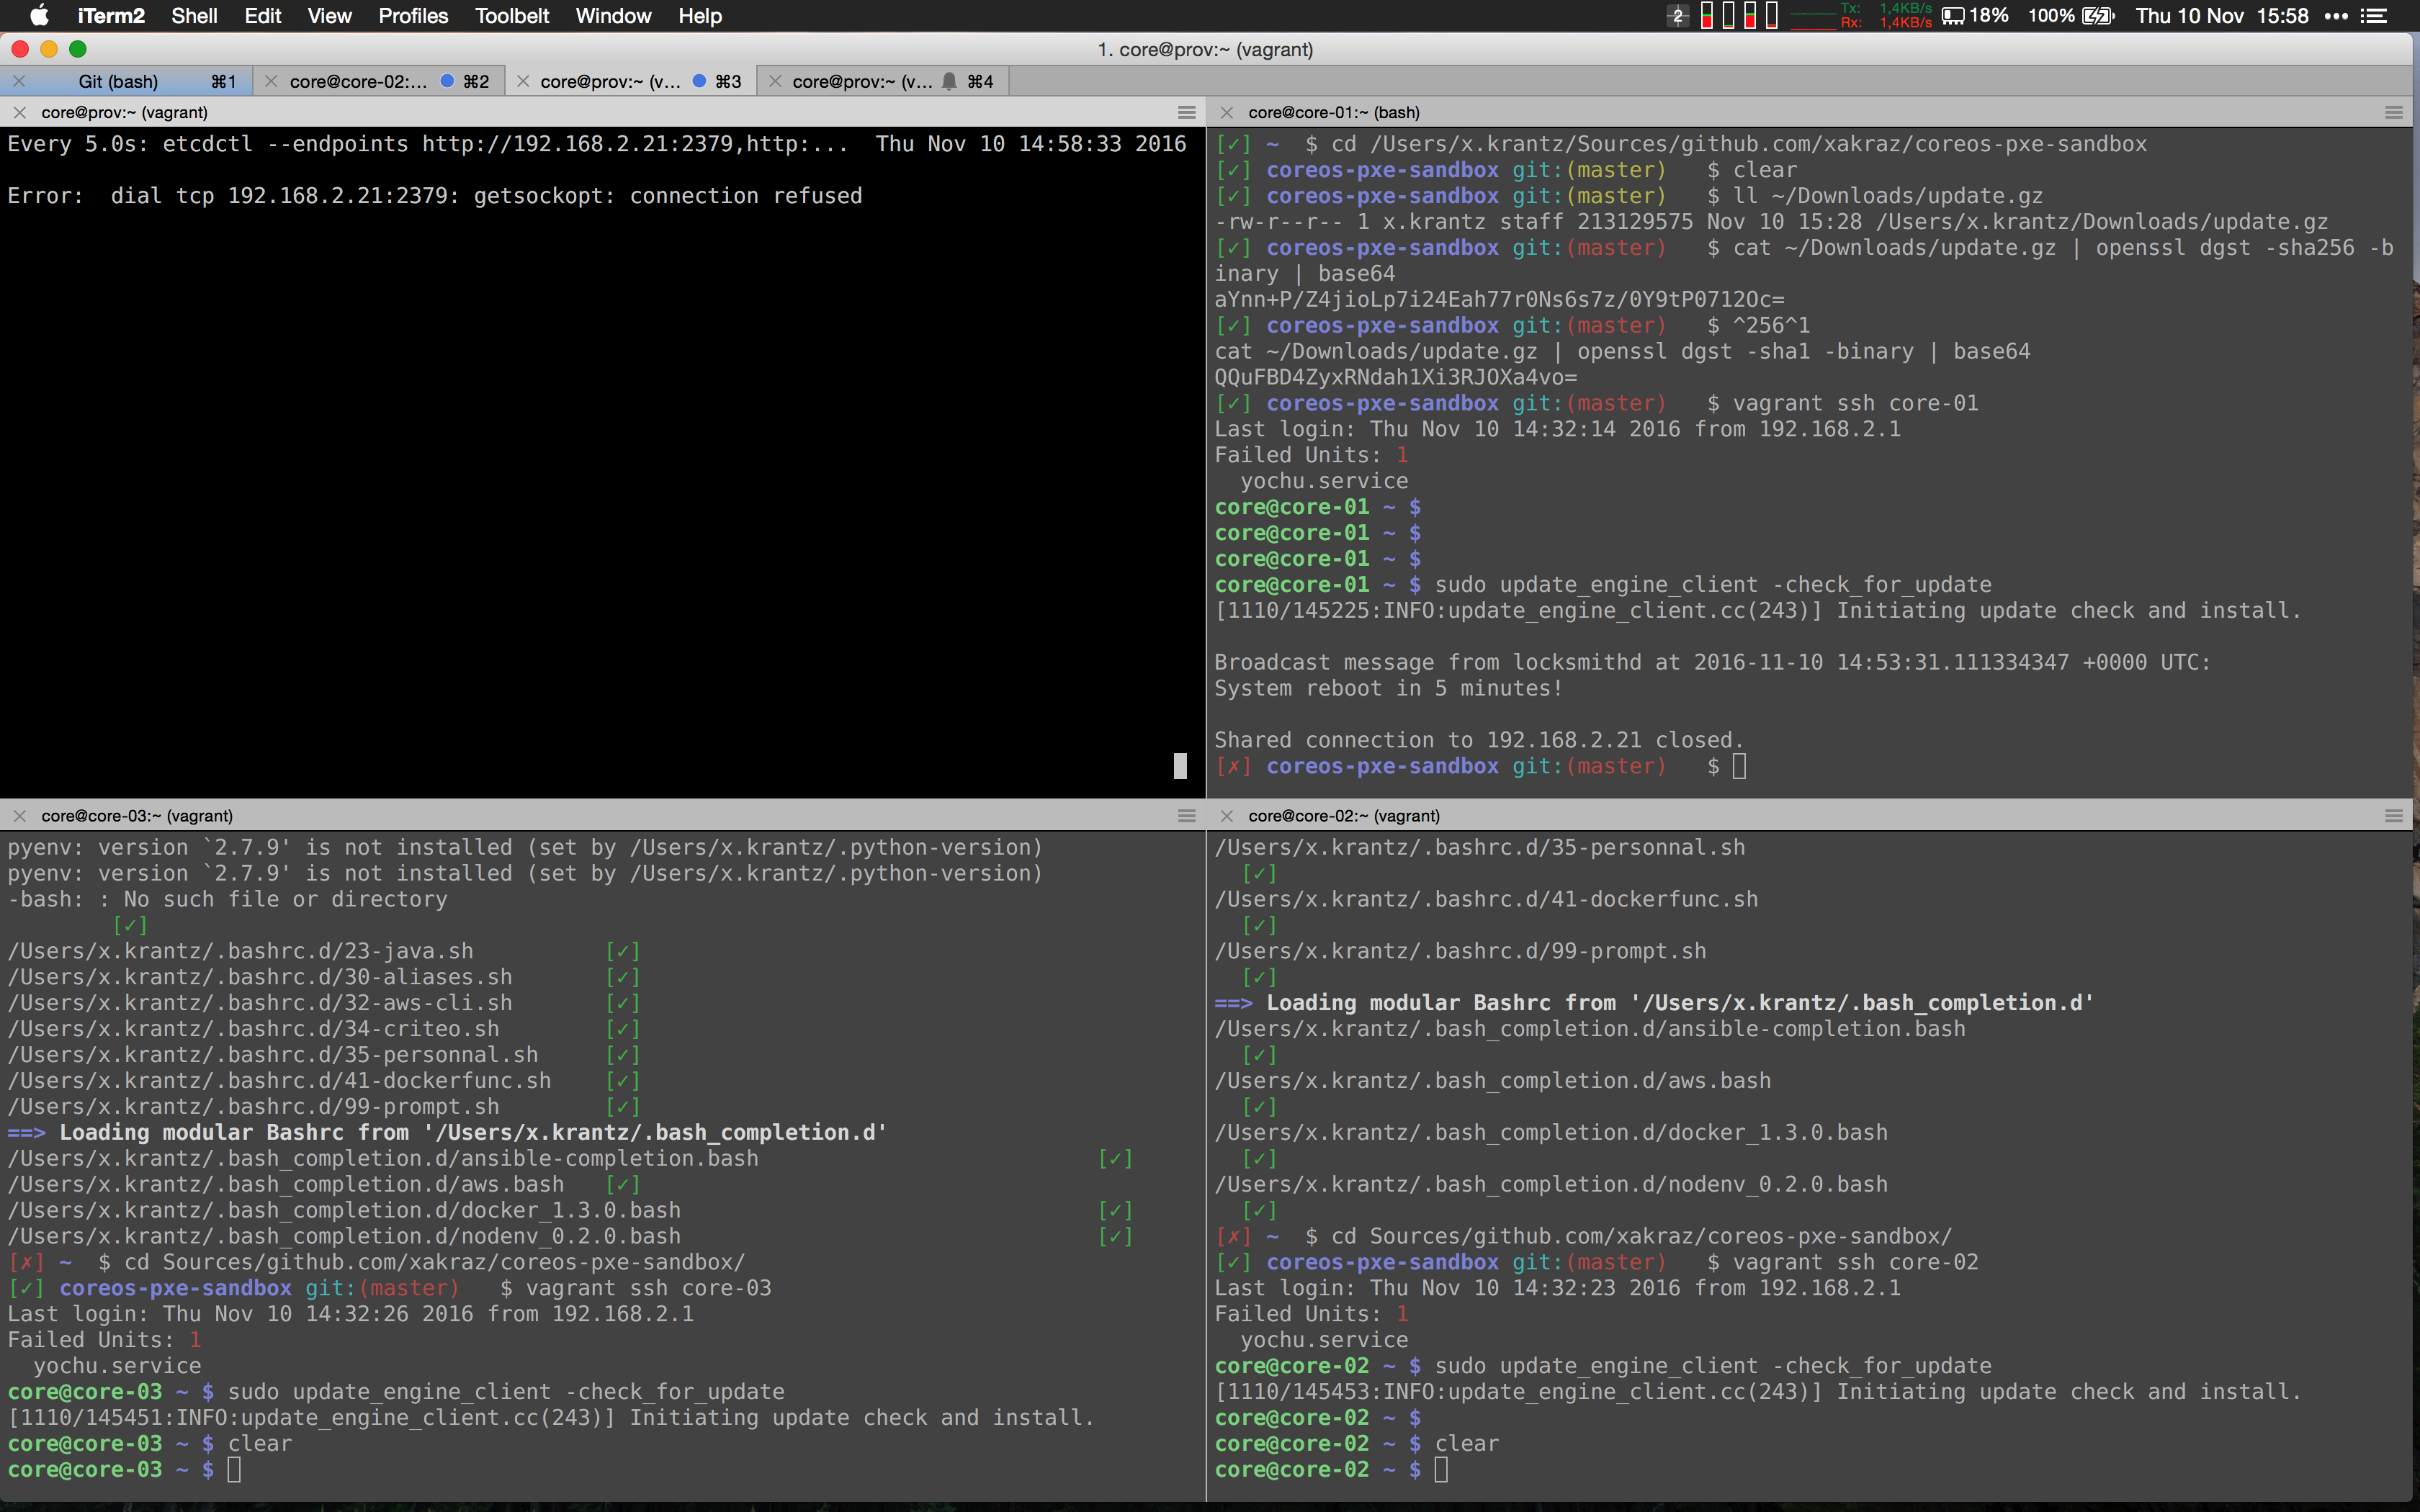 iTerm2 Shell Edit View Profiles Toolbelt Window Help 2 Tx: 1,4KB/s Rx: 1,4KB/s 18% 100% Thu 10 Nov 15:58
1. core@prov:~ (vagrant)
Git (bash) ⌘1 core@core-02:... ⌘2 core@prov:~ (v... ⌘3 core@prov:~ (v... ⌘4
core@prov:~ (vagrant)
Every 5.0s: etcdctl --endpoints http://192.168.2.21:2379,http:... Thu Nov 10 14:58:33 2016
Error:  dial tcp 192.168.2.21:2379: getsockopt: connection refused
core@core-01:~ (bash)
[✓] ~  $ cd /Users/x.krantz/Sources/github.com/xakraz/coreos-pxe-sandbox
[✓] coreos-pxe-sandbox git:(master)   $ clear
[✓] coreos-pxe-sandbox git:(master)   $ ll ~/Downloads/update.gz
-rw-r--r-- 1 x.krantz staff 213129575 Nov 10 15:28 /Users/x.krantz/Downloads/update.gz
[✓] coreos-pxe-sandbox git:(master)   $ cat ~/Downloads/update.gz | openssl dgst -sha256 -b
inary | base64
aYnn+P/Z4jioLp7i24Eah77r0Ns6s7z/0Y9tP0712Oc=
[✓] coreos-pxe-sandbox git:(master)   $ ^256^1
cat ~/Downloads/update.gz | openssl dgst -sha1 -binary | base64
QQuFBD4ZyxRNdah1Xi3RJOXa4vo=
[✓] coreos-pxe-sandbox git:(master)   $ vagrant ssh core-01
Last login: Thu Nov 10 14:32:14 2016 from 192.168.2.1
Failed Units: 1
  yochu.service
core@core-01 ~ $
core@core-01 ~ $
core@core-01 ~ $
core@core-01 ~ $ sudo update_engine_client -check_for_update
[1110/145225:INFO:update_engine_client.cc(243)] Initiating update check and install.
Broadcast message from locksmithd at 2016-11-10 14:53:31.111334347 +0000 UTC:
System reboot in 5 minutes!
Shared connection to 192.168.2.21 closed.
[✗] coreos-pxe-sandbox git:(master)   $
core@core-03:~ (vagrant)
pyenv: version `2.7.9' is not installed (set by /Users/x.krantz/.python-version)
pyenv: version `2.7.9' is not installed (set by /Users/x.krantz/.python-version)
-bash: : No such file or directory
[✓]
/Users/x.krantz/.bashrc.d/23-java.sh [✓]
/Users/x.krantz/.bashrc.d/30-aliases.sh [✓]
/Users/x.krantz/.bashrc.d/32-aws-cli.sh [✓]
/Users/x.krantz/.bashrc.d/34-criteo.sh [✓]
/Users/x.krantz/.bashrc.d/35-personnal.sh [✓]
/Users/x.krantz/.bashrc.d/41-dockerfunc.sh [✓]
/Users/x.krantz/.bashrc.d/99-prompt.sh [✓]
==> Loading modular Bashrc from '/Users/x.krantz/.bash_completion.d'
/Users/x.krantz/.bash_completion.d/ansible-completion.bash [✓]
/Users/x.krantz/.bash_completion.d/aws.bash [✓]
/Users/x.krantz/.bash_completion.d/docker_1.3.0.bash [✓]
/Users/x.krantz/.bash_completion.d/nodenv_0.2.0.bash [✓]
[✗] ~  $ cd Sources/github.com/xakraz/coreos-pxe-sandbox/
[✓] coreos-pxe-sandbox git:(master)   $ vagrant ssh core-03
Last login: Thu Nov 10 14:32:26 2016 from 192.168.2.1
Failed Units: 1
  yochu.service
core@core-03 ~ $ sudo update_engine_client -check_for_update
[1110/145451:INFO:update_engine_client.cc(243)] Initiating update check and install.
core@core-03 ~ $ clear
core@core-03 ~ $
core@core-02:~ (vagrant)
/Users/x.krantz/.bashrc.d/35-personnal.sh
[✓]
/Users/x.krantz/.bashrc.d/41-dockerfunc.sh
[✓]
/Users/x.krantz/.bashrc.d/99-prompt.sh
[✓]
==> Loading modular Bashrc from '/Users/x.krantz/.bash_completion.d'
/Users/x.krantz/.bash_completion.d/ansible-completion.bash
[✓]
/Users/x.krantz/.bash_completion.d/aws.bash
[✓]
/Users/x.krantz/.bash_completion.d/docker_1.3.0.bash
[✓]
/Users/x.krantz/.bash_completion.d/nodenv_0.2.0.bash
[✓]
[✗] ~  $ cd Sources/github.com/xakraz/coreos-pxe-sandbox/
[✓] coreos-pxe-sandbox git:(master)   $ vagrant ssh core-02
Last login: Thu Nov 10 14:32:23 2016 from 192.168.2.1
Failed Units: 1
  yochu.service
core@core-02 ~ $ sudo update_engine_client -check_for_update
[1110/145453:INFO:update_engine_client.cc(243)] Initiating update check and install.
core@core-02 ~ $
core@core-02 ~ $ clear
core@core-02 ~ $